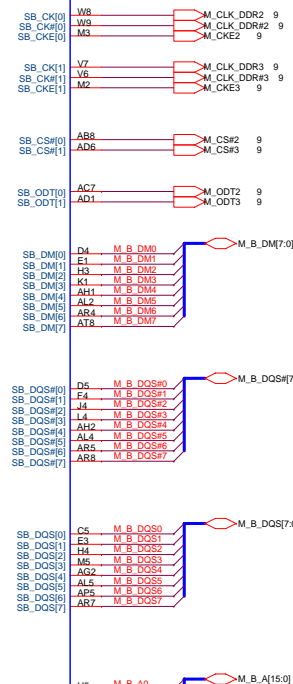 SB_CK[0] W8 M_CLK_DDR2 9
SB_CK#[0] W9 M_CLK_DDR#2 9
SB_CKE[0] M3 M_CKE2 9
SB_CK[1] V7 M_CLK_DDR3 9
SB_CK#[1] V6 M_CLK_DDR#3 9
SB_CKE[1] M2 M_CKE3 9
SB_CS#[0] AB8 M_CS#2 9
SB_CS#[1] AD6 M_CS#3 9
SB_ODT[0] AC7 M_ODT2 9
SB_ODT[1] AD1 M_ODT3 9
M_B_DM[7:0]
SB_DM[0] D4 M_B_DM0
SB_DM[1] E1 M_B_DM1
SB_DM[2] H3 M_B_DM2
SB_DM[3] K1 M_B_DM3
SB_DM[4] AH1 M_B_DM4
SB_DM[5] AL2 M_B_DM5
SB_DM[6] AR4 M_B_DM6
SB_DM[7] AT8 M_B_DM7
M_B_DQS#[7
SB_DQS#[0] D5 M_B_DQS#0
SB_DQS#[1] F4 M_B_DQS#1
SB_DQS#[2] J4 M_B_DQS#2
SB_DQS#[3] L4 M_B_DQS#3
SB_DQS#[4] AH2 M_B_DQS#4
SB_DQS#[5] AL4 M_B_DQS#5
SB_DQS#[6] AR5 M_B_DQS#6
SB_DQS#[7] AR8 M_B_DQS#7
M_B_DQS[7:0
SB_DQS[0] C5 M_B_DQS0
SB_DQS[1] E3 M_B_DQS1
SB_DQS[2] H4 M_B_DQS2
SB_DQS[3] M5 M_B_DQS3
SB_DQS[4] AG2 M_B_DQS4
SB_DQS[5] AL5 M_B_DQS5
SB_DQS[6] AP5 M_B_DQS6
SB_DQS[7] AR7 M_B_DQS7
M_B_A[15:0]
M_B_A0